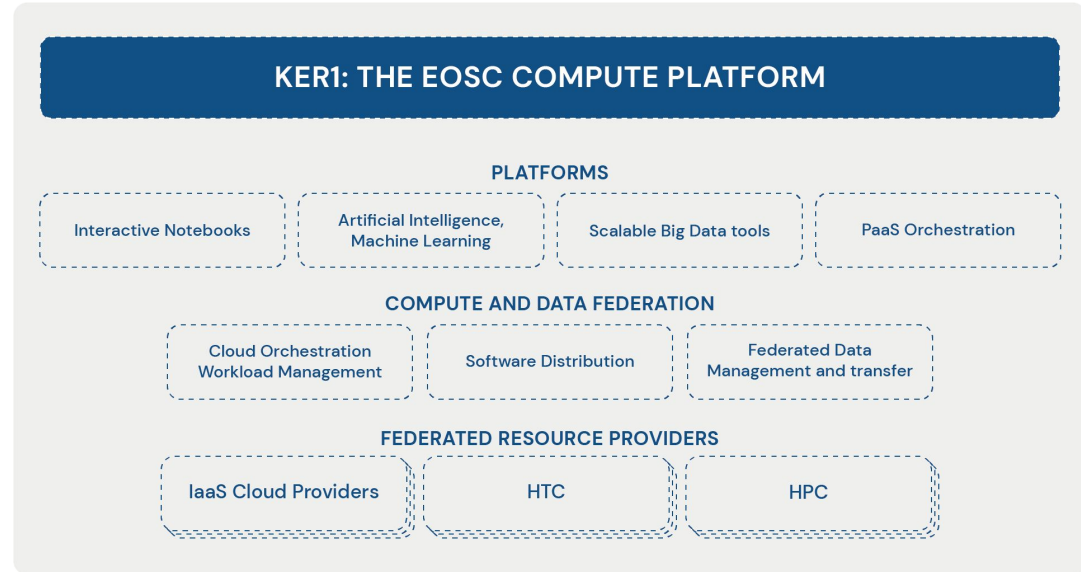 KER1: THE EOSC COMPUTE PLATFORM
PLATFORMS
Interactive Notebooks
Artificial Intelligence,
Machine Learning
Scalable Big Data tools
PaaS Orchestration
COMPUTE AND DATA FEDERATION
Cloud Orchestration
Workload Management
Software Distribution
Federated Data
Management and transfer
FEDERATED RESOURCE PROVIDERS
IaaS Cloud Providers
HTC
HPC